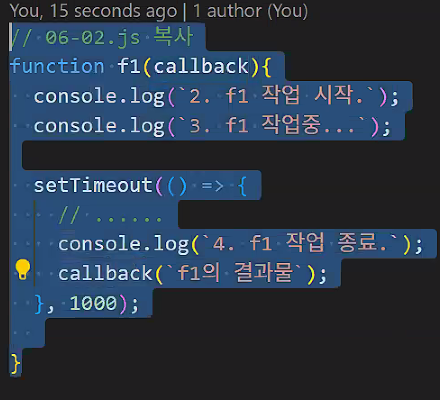 You, 15 seconds ago | 1 author (You)
// 06-02.js 복사
function f1(callback){
  console.log(`2. f1 작업 시작.`);
  console.log(`3. f1 작업중...`);

  setTimeout(() => {
    // ......
    console.log(`4. f1 작업 종료.`);
    callback(`f1의 결과물`);
  }, 1000);

}